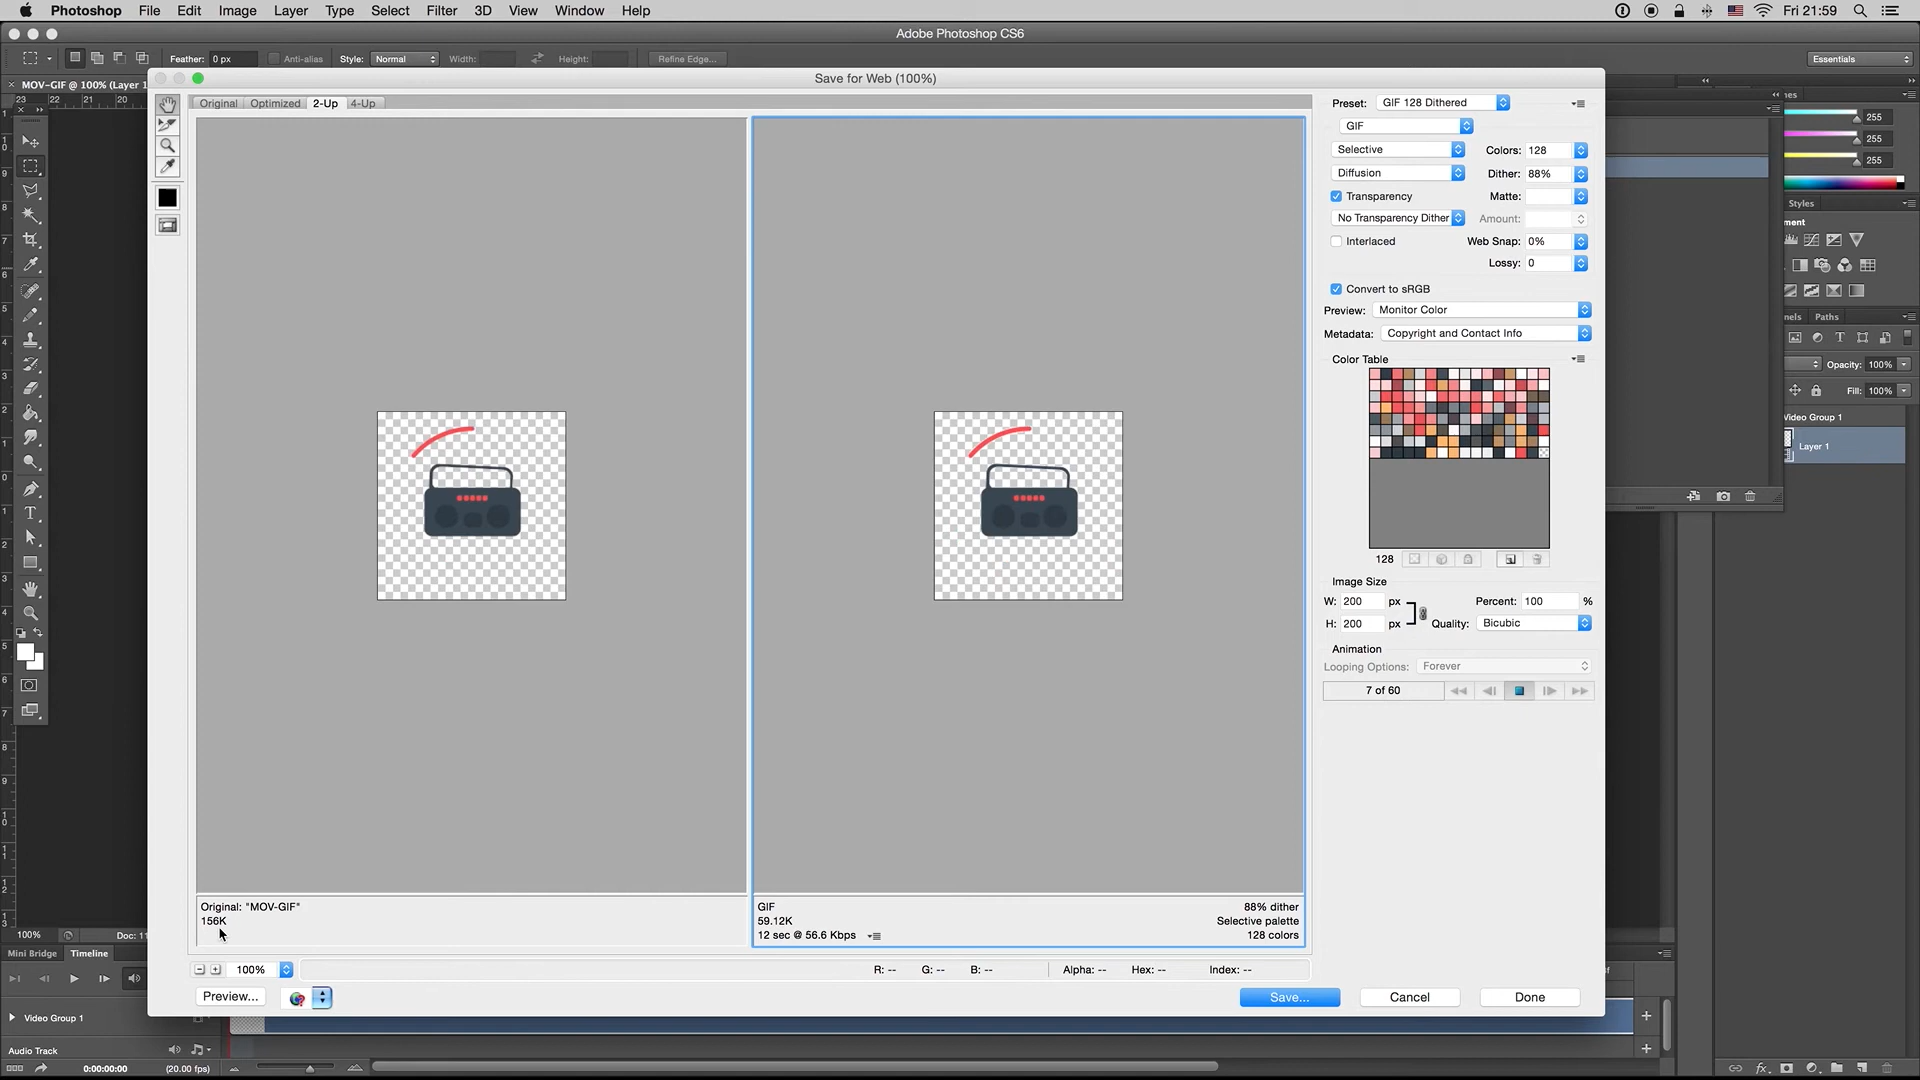 Photoshop File Edit Image Layer Type Select Filter 3D View Window Help Fri 21:59
Adobe Photoshop CS6
Feather: 0 px Anti-alias Style: Normal Width: Height: Refine Edge... Essentials
MOV-GIF @ 100% (Layer 1
Save for Web (100%)
23 22 21 20
Original Optimized 2-Up 4-Up
Preset: GIF 128 Dithered
GIF
Selective Colors: 128
Diffusion Dither: 88%
Transparency Matte:
No Transparency Dither Amount:
Interlaced Web Snap: 0%
Lossy: 0
Convert to sRGB
Preview: Monitor Color
Metadata: Copyright and Contact Info
Color Table
128
Image Size
W: 200 px Percent: 100 %
H: 200 px Quality: Bicubic
Animation
Looping Options: Forever
7 of 60
255
255
255
Styles
ment
nels Paths
Opacity: 100%
Fill: 100%
Video Group 1
Layer 1
Original: "MOV-GIF"
156K
GIF 88% dither
59.12K Selective palette
12 sec @ 56.6 Kbps 128 colors
100% Doc: 11
Mini Bridge Timeline
100% R: -- G: -- B: -- Alpha: -- Hex: -- Index: --
Preview... Save... Cancel Done
Video Group 1
Audio Track
0:00:00:00 (20.00 fps)